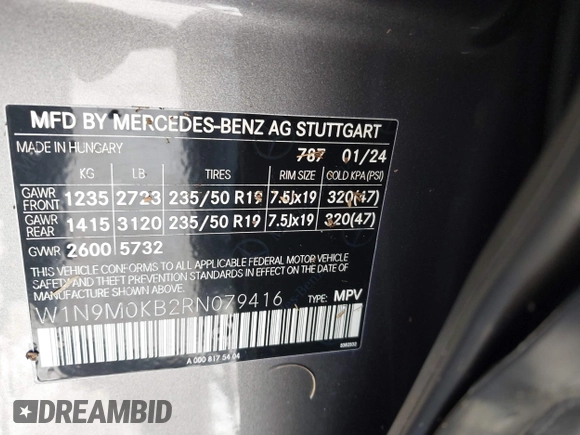 MFD BY MERCEDES-BENZ AG STUTTGART
MADE IN HUNGARY 787 01/24
KG LB TIRES RIM SIZE COLD KPA (PSI)
GAWR FRONT 1235 2723 235/50 R19 7.5Jx19 320(47)
GAWR REAR 1415 3120 235/50 R19 7.5Jx19 320(47)
GVWR 2600 5732
THIS VEHICLE CONFORMS TO ALL APPLICABLE FEDERAL MOTOR VEHICLE
SAFETY AND THEFT PREVENTION STANDARDS IN EFFECT ON THE DATE OF
MANUFACTURE SHOWN ABOVE.
W1N9M0KB2RN079416 TYPE: MPV
A 000 817 54 04
DREAMBID